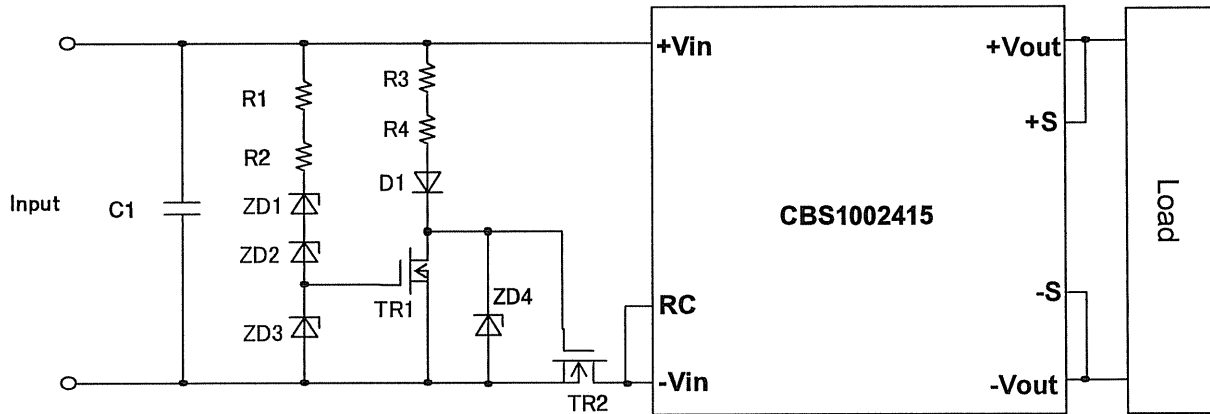 +Vin
+Vout
R3
R1
+S
R4
R2
D1
Input
C1
ZD1
CBS1002415
Load
ZD2
TR1
ZD4
-S
RC
ZD3
-Vin
-Vout
TR2